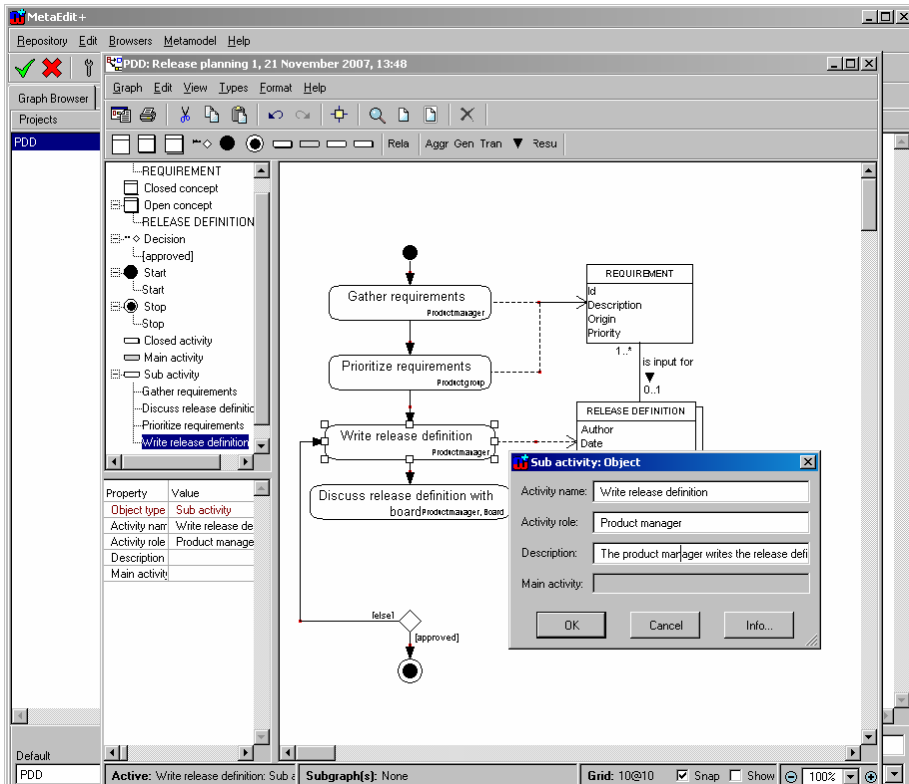 MetaEdit+
Repository Edit Browsers Metamodel Help
Graph Browser
Projects
PDD
PDD: Release planning 1, 21 November 2007, 13:48
Graph Edit View Types Format Help
Rela Aggr Gen Tran Resu
REQUIREMENT
Closed concept
Open concept
RELEASE DEFINITION
Decision
[approved]
Start
Start
Stop
Stop
Closed activity
Main activity
Sub activity
Gather requirements
Discuss release definitic
Prioritize requirements
Write release definition
Property Value
Object type Sub activity
Activity nam Write release de
Activity role Product manage
Description
Main activity
Gather requirements
Productmanager
Prioritize requirements
Productgroup
Write release definition
Productmanager
Discuss release definition with
board Productmanager, Board
[else]
[approved]
REQUIREMENT
Id
Description
Origin
Priority
1..*
is input for
0..1
RELEASE DEFINITION
Author
Date
Sub activity: Object
Activity name: Write release definition
Activity role: Product manager
Description: The product manager writes the release defi
Main activity:
OK Cancel Info...
Default
PDD
Active: Write release definition: Sub a Subgraph(s): None Grid: 10@10 Snap Show 100%